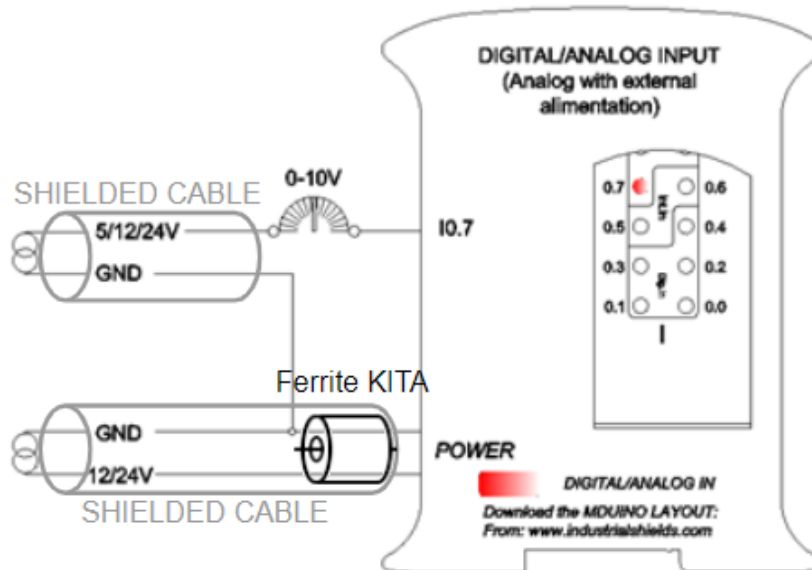 DIGITAL/ANALOG INPUT
(Analog with external
alimentation)
0-10V
SHIELDED CABLE
5/12/24V
I0.7
GND
0.7
0.6
0.5
0.4
0.3
0.2
0.1
0.0
I
Ferrite KITA
GND
POWER
12/24V
DIGITAL/ANALOG IN
SHIELDED CABLE
Download the MDUINO LAYOUT:
From: www.industrialshields.com